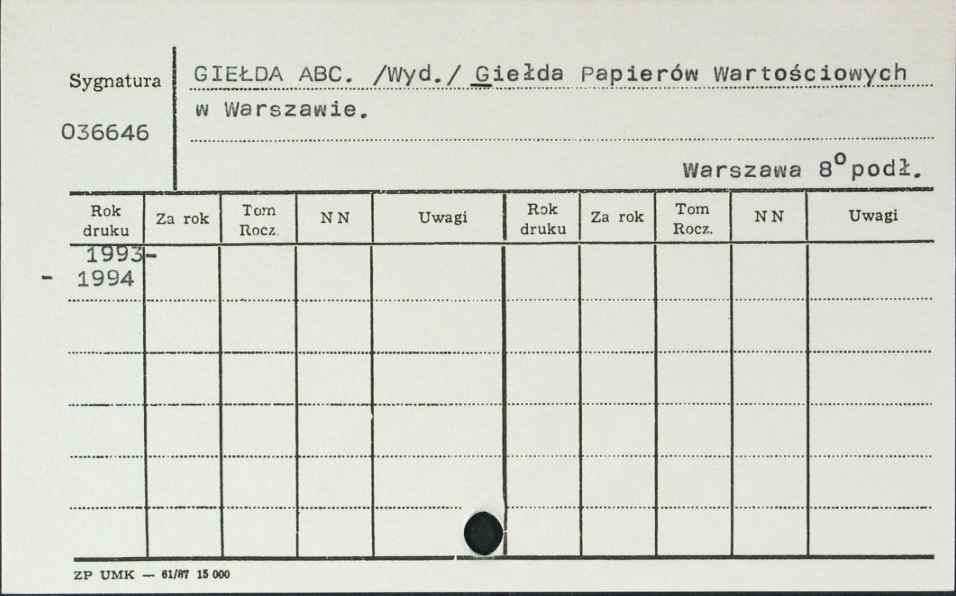 Sygnatura
GIEŁDA ABC. /Wyd./ Giełda Papierów Wartościowych
w Warszawie.
036646
Warszawa 8º podł.
Rok druku Za rok Tom Rocz. N N Uwagi Rok druku Za rok Tom Rocz. N N Uwagi
1993-
- 1994
ZP UMK — 61/87 15 000